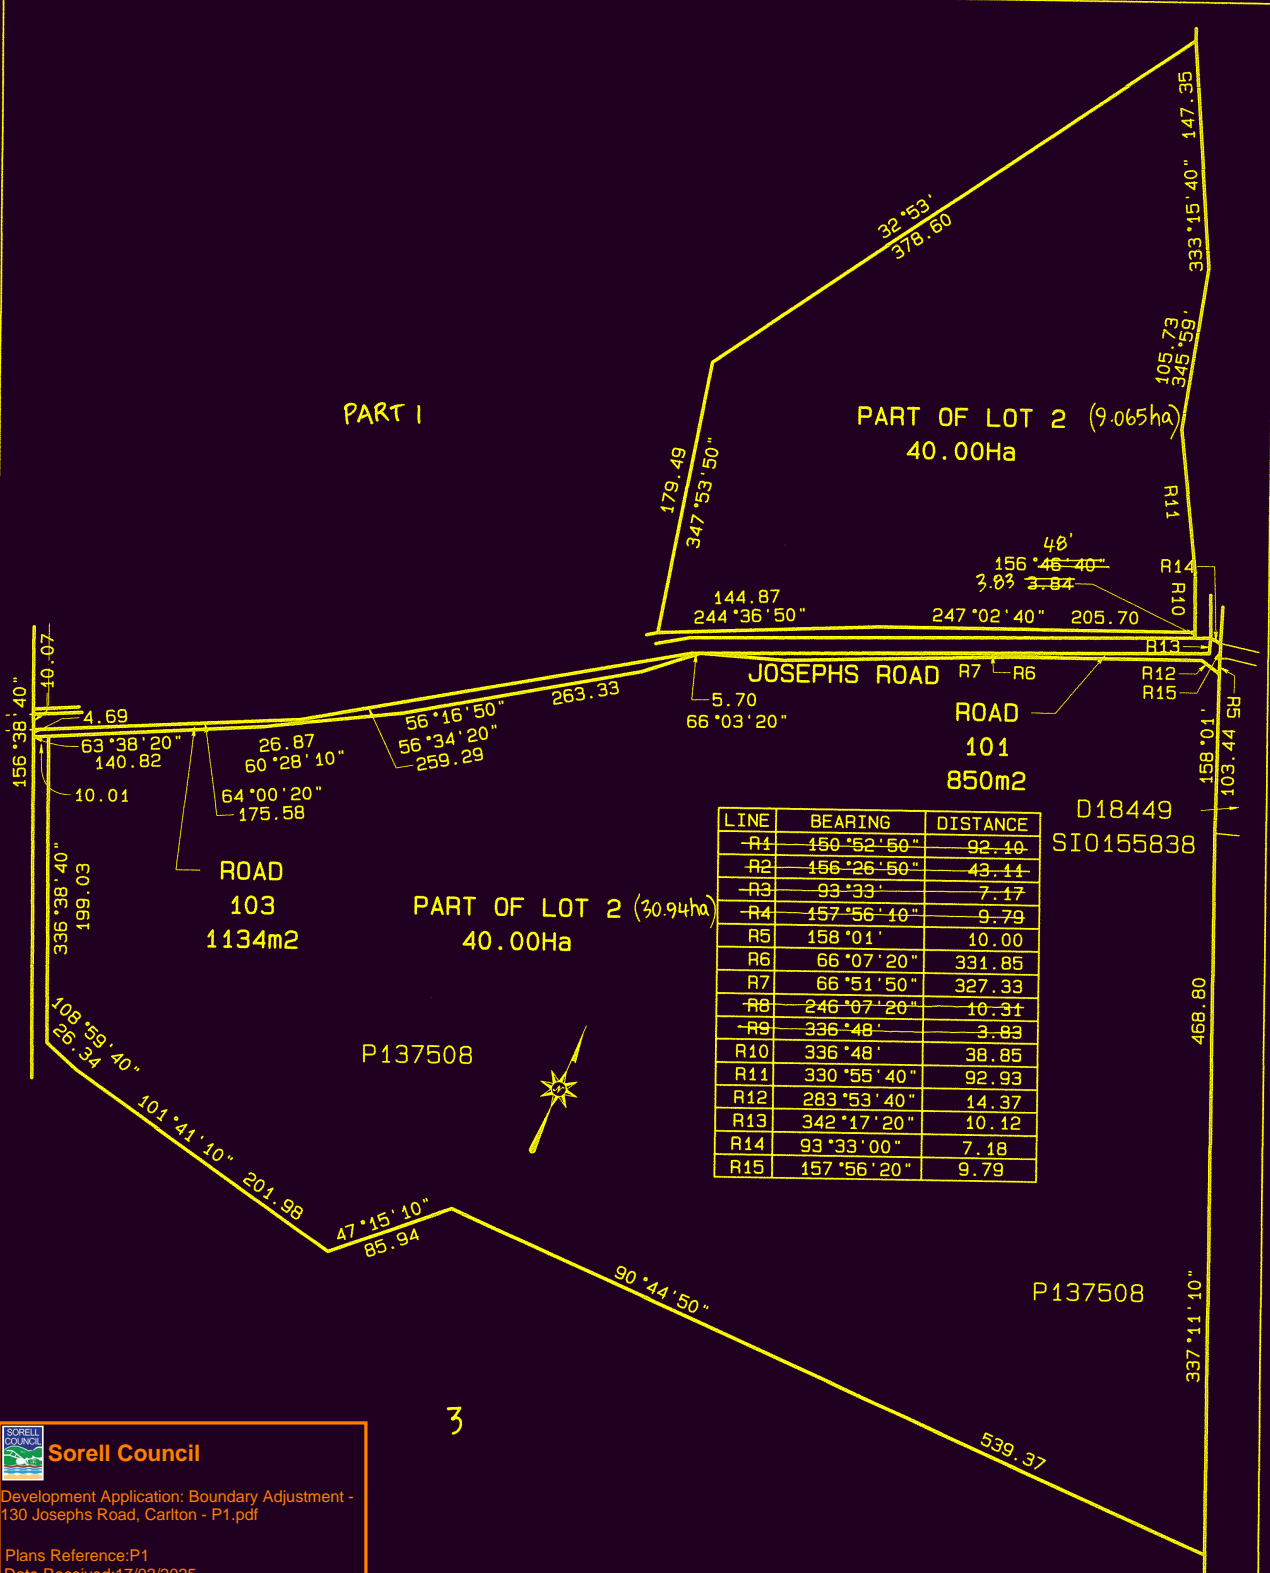 147.35
333°15'40"
32°53'
378.60
105.73
345°59'
PART 1
PART OF LOT 2 (9.065ha)
40.00Ha
179.49
347°53'50"
R11
48'
156°46'40"
3.83 3.84
R14
R10
144.87
244°36'50"
247°02'40" 205.70
R13
JOSEPHS ROAD
R7
R6
R12
R15
R5
10.07
156°38'40"
4.69
63°38'20"
140.82
10.01
26.87
60°28'10"
64°00'20"
175.58
263.33
56°16'50"
56°34'20"
259.29
5.70
66°03'20"
ROAD
101
850m2
158°01'
103.44
D18449
SIO155838
ROAD
103
1134m2
336°38'40"
199.03
PART OF LOT 2 (30.94ha)
40.00Ha
LINE BEARING DISTANCE
R1 150°52'50" 92.10
R2 156°26'50" 43.11
R3 93°33' 7.17
R4 157°56'10" 9.79
R5 158°01' 10.00
R6 66°07'20" 331.85
R7 66°51'50" 327.33
R8 246°07'20" 10.31
R9 336°48' 3.83
R10 336°48' 38.85
R11 330°55'40" 92.93
R12 283°53'40" 14.37
R13 342°17'20" 10.12
R14 93°33'00" 7.18
R15 157°56'20" 9.79
468.80
337°11'10"
108°59'40"
26.34
P137508
N
101°41'10" 201.98
47°15'10"
85.94
90°44'50"
539.37
P137508
3
SORELL
COUNCIL
Sorell Council
Development Application: Boundary Adjustment -
130 Josephs Road, Carlton - P1.pdf
Plans Reference:P1
Date Received:17/02/2025